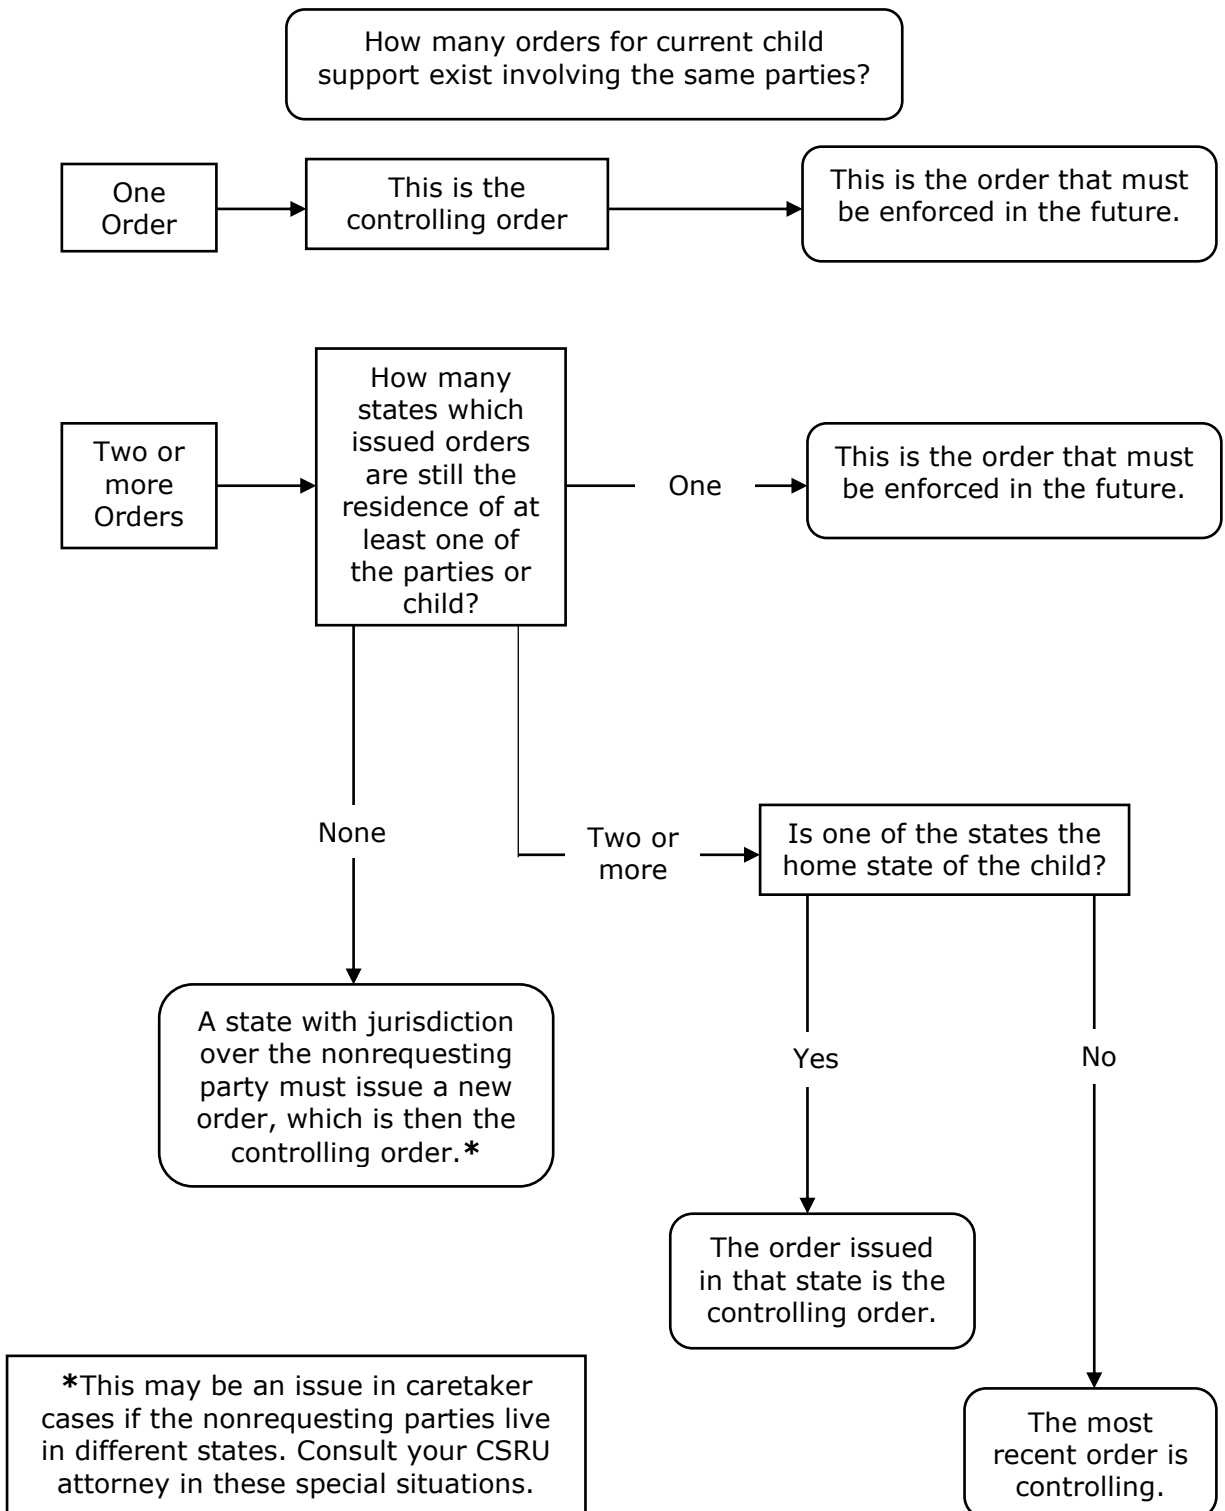 How many orders for current child
support exist involving the same parties?
One
Order
This is the
controlling order
This is the order that must
be enforced in the future.
Two or
more
Orders
How many
states which
issued orders
are still the
residence of at
least one of
the parties or
child?
One
This is the order that must
be enforced in the future.
None
Two or
more
Is one of the states the
home state of the child?
A state with jurisdiction
over the nonrequesting
party must issue a new
order, which is then the
controlling order.*
Yes
No
The order issued
in that state is the
controlling order.
The most
recent order is
controlling.
*This may be an issue in caretaker
cases if the nonrequesting parties live
in different states. Consult your CSRU
attorney in these special situations.